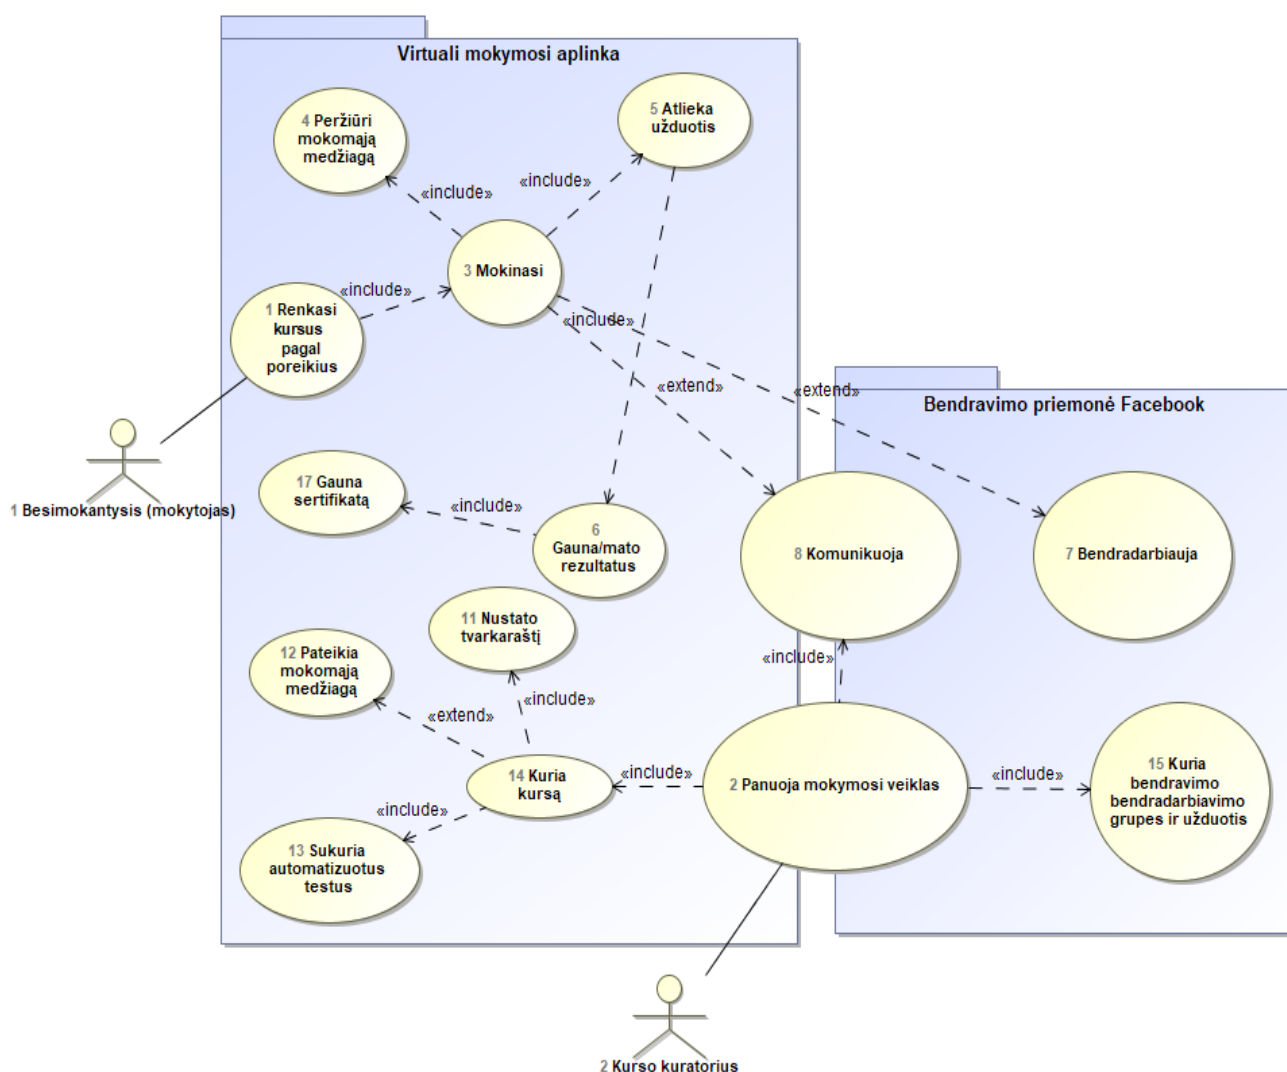 Virtuali mokymosi aplinka
4 Peržiūri
mokomąją
medžiagą
5 Atlieka
užduotis
«include»
«include»
3 Mokinasi
«include»
1 Renkasi
kursus
pagal
poreikius
«include»
«extend»
«extend»
Bendravimo priemonė Facebook
1 Besimokantysis (mokytojas)
17 Gauna
sertifikatą
«include»
6
Gauna/mato
rezultatus
8 Komunikuoja
7 Bendradarbiauja
11 Nustato
tvarkaraštį
12 Pateikia
mokomąją
medžiagą
«include»
«include»
«extend»
14 Kuria
kursą
«include»
2 Panuoja mokymosi veiklas
«include»
15 Kuria
bendravimo
bendradarbiavimo
grupes ir užduotis
«include»
13 Sukuria
automatizuotus
testus
2 Kurso kuratorius